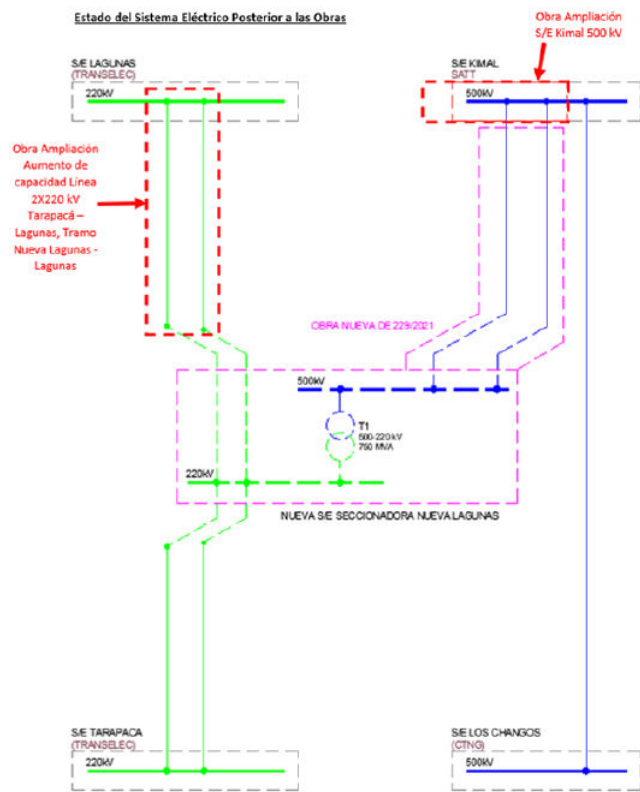 Estado del Sistema Eléctrico Posterior a las Obras
Obra Ampliación
S/E Kimal 500 kV
S/E LAGUNAS
(TRANSELEC)
220kV
S/E KIMAL
SATT
500kV
Obra Ampliación
Aumento de
capacidad Línea
2X220 kV
Tarapacá –
Lagunas, Tramo
Nueva Lagunas -
Lagunas
OBRA NUEVA DE 229/2021
500kV
T1
500-220kV
750 MVA
220kV
NUEVA S/E SECCIONADORA NUEVA LAGUNAS
S/E TARAPACA
(TRANSELEC)
220kV
S/E LOS CHANGOS
(CTNG)
500kV